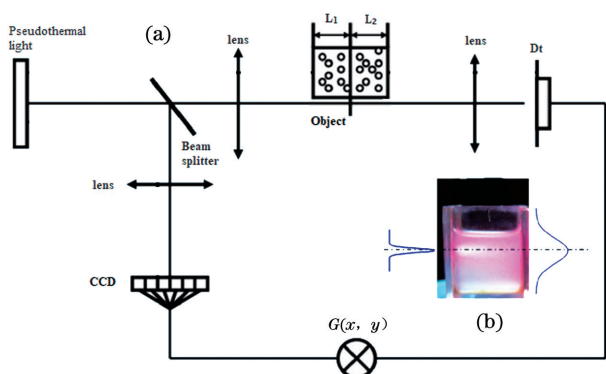 Pseudothermal
light
(a)
lens
L₁
L₂
lens
Dt
Object
Beam
splitter
lens
CCD
G(x, y)
(b)